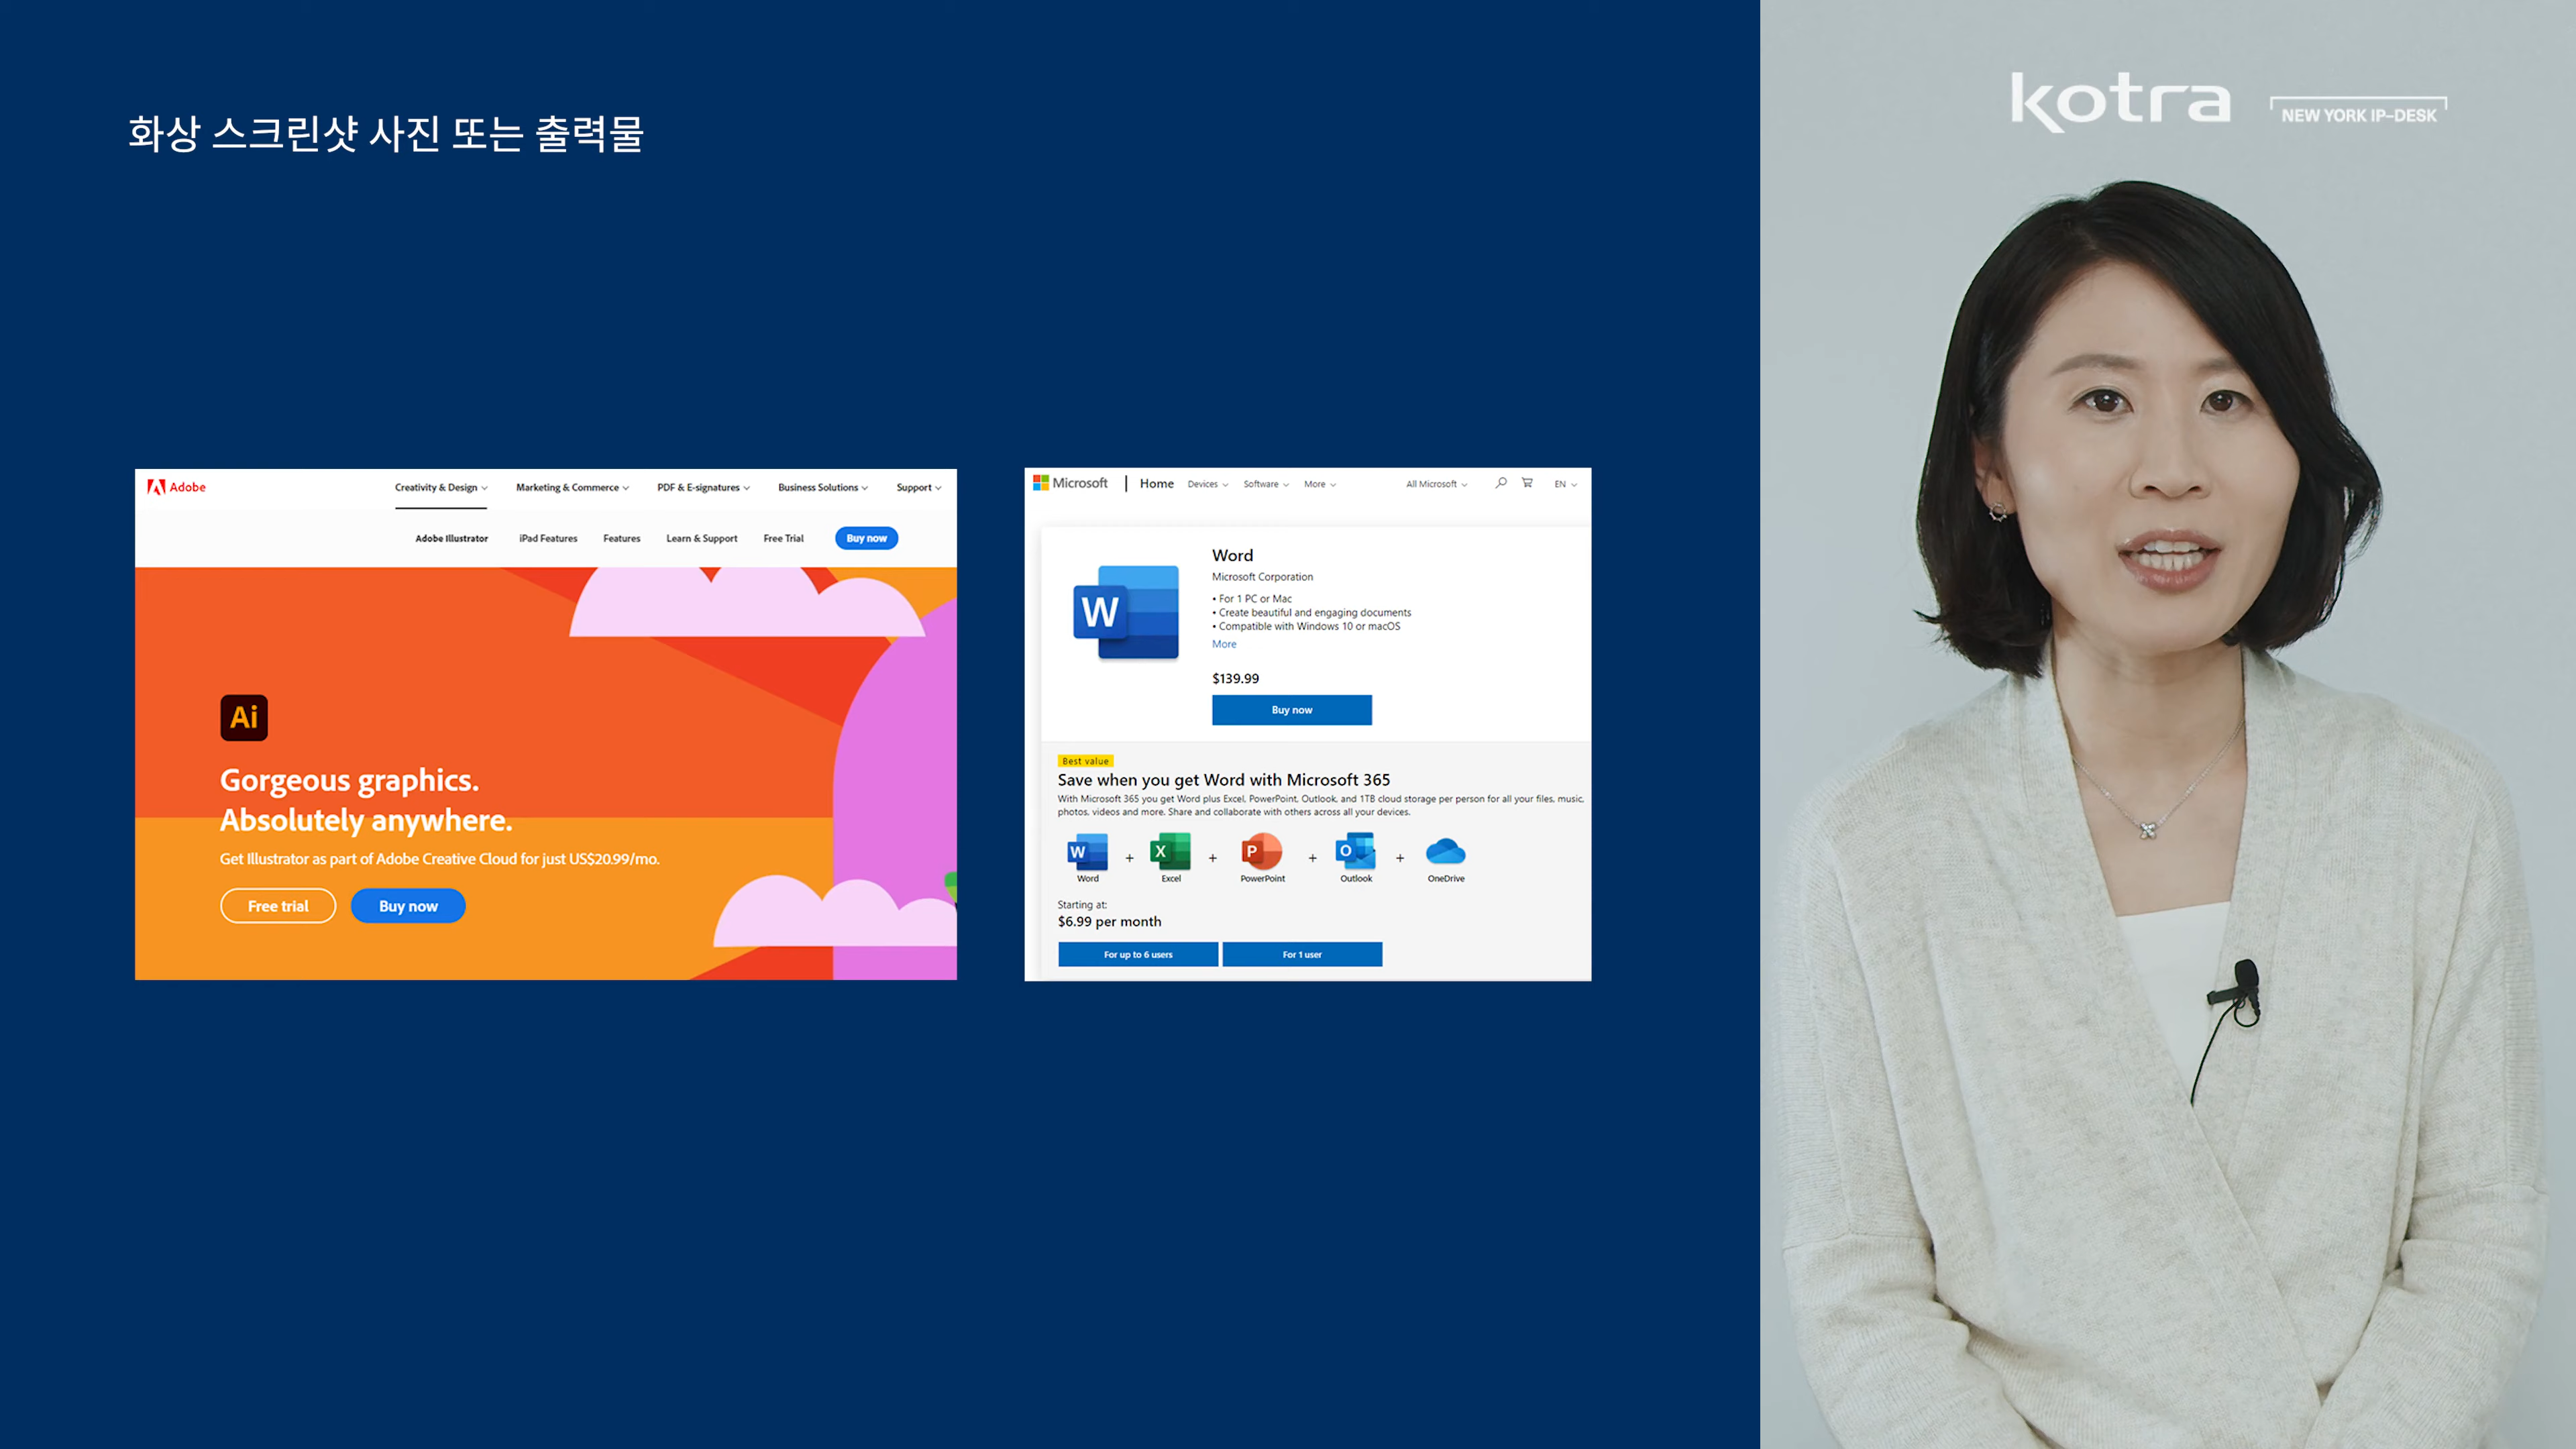 화상 스크린샷 사진 또는 출력물
kotra
NEW YORK IP-DESK
Adobe
Creativity & Design
Marketing & Commerce
PDF & E-signatures
Business Solutions
Support
Adobe Illustrator
iPad Features
Features
Learn & Support
Free Trial
Buy now
Ai
Gorgeous graphics.
Absolutely anywhere.
Get Illustrator as part of Adobe Creative Cloud for just US$20.99/mo.
Free trial
Buy now
Microsoft
Home
Devices
Software
More
All Microsoft
EN
W
Word
Microsoft Corporation
• For 1 PC or Mac
• Create beautiful and engaging documents
• Compatible with Windows 10 or macOS
More
$139.99
Buy now
Best value
Save when you get Word with Microsoft 365
With Microsoft 365 you get Word plus Excel, PowerPoint, Outlook, and 1TB cloud storage per person for all your files, music,
photos, videos and more. Share and collaborate with others across all your devices.
W + X + P + O +
Word
Excel
PowerPoint
Outlook
OneDrive
Starting at:
$6.99 per month
For up to 6 users
For 1 user